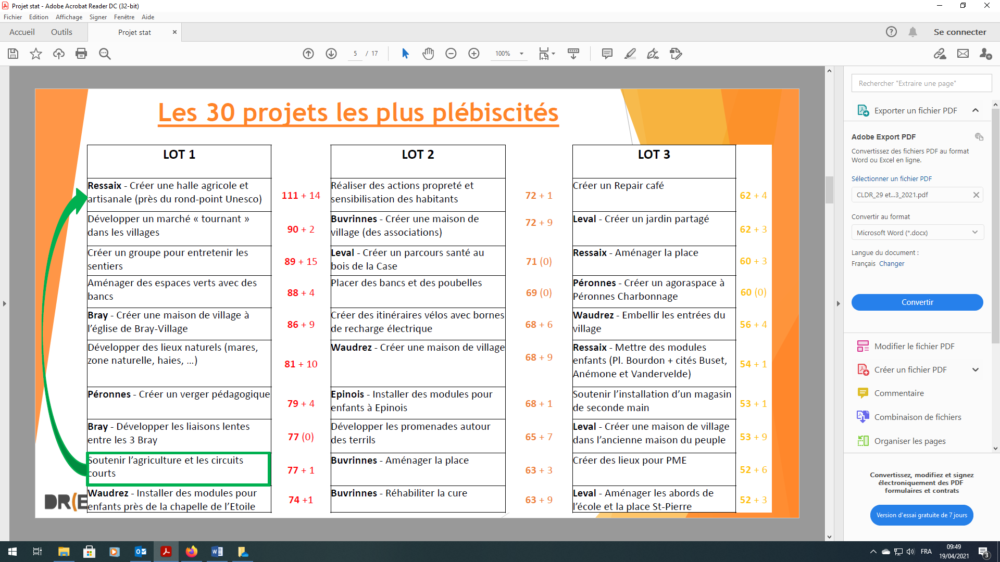 Projet stat - Adobe Acrobat Reader DC (32-bit)
Fichier Edition Affichage Signer Fenêtre Aide
Accueil Outils Projet stat × Se connecter
5 / 17 100%
Les 30 projets les plus plébiscités
LOT 1
Ressaix - Créer une halle agricole et
artisanale (près du rond-point Unesco)
111 + 14
Développer un marché « tournant »
dans les villages
90 + 2
Créer un groupe pour entretenir les
sentiers
89 + 15
Aménager des espaces verts avec des
bancs
88 + 4
Bray - Créer une maison de village à
l’église de Bray-Village
86 + 9
Développer des lieux naturels (mares,
zone naturelle, haies, …)
81 + 10
Péronnes - Créer un verger pédagogique
79 + 4
Bray - Développer les liaisons lentes
entre les 3 Bray
77 (0)
Soutenir l’agriculture et les circuits
courts
77 + 1
Waudrez - Installer des modules pour
enfants près de la chapelle de l’Etoile
74 +1
LOT 2
Réaliser des actions propreté et
sensibilisation des habitants
72 + 1
Buvrinnes - Créer une maison de
village (des associations)
72 + 9
Leval - Créer un parcours santé au
bois de la Case
71 (0)
Placer des bancs et des poubelles
69 (0)
Créer des itinéraires vélos avec bornes
de recharge électrique
68 + 6
Waudrez - Créer une maison de village
68 + 9
Epinois - Installer des modules pour
enfants à Epinois
68 + 1
Développer les promenades autour
des terrils
65 + 7
Buvrinnes - Aménager la place
63 + 3
Buvrinnes - Réhabiliter la cure
63 + 9
LOT 3
Créer un Repair café
62 + 4
Leval - Créer un jardin partagé
62 + 3
Ressaix - Aménager la place
60 + 3
Péronnes - Créer un agoraspace à
Péronnes Charbonnage
60 (0)
Waudrez - Embellir les entrées du
village
56 + 4
Ressaix - Mettre des modules
enfants (Pl. Bourdon + cités Buset,
Anémone et Vandervelde)
54 + 1
Soutenir l’installation d’un magasin
de seconde main
53 + 1
Leval - Créer une maison de village
dans l’ancienne maison du peuple
53 + 9
Créer des lieux pour PME
52 + 6
Leval - Aménager les abords de
l’école et la place St-Pierre
52 + 3
DR(E
Rechercher "Extraire une page"
Exporter un fichier PDF
Adobe Export PDF
Convertissez des fichiers PDF au format
Word ou Excel en ligne.
Sélectionner un fichier PDF
CLDR_29 et...3_2021.pdf
Convertir au format
Microsoft Word (*.docx)
Langue du document :
Français Changer
Convertir
Modifier le fichier PDF
Créer un fichier PDF
Commentaire
Combinaison de fichiers
Organiser les pages
Convertissez, modifiez et signez
électroniquement des PDF
formulaires et contrats
Version d'essai gratuite de 7 jours
FRA
09:49
19/04/2021
3